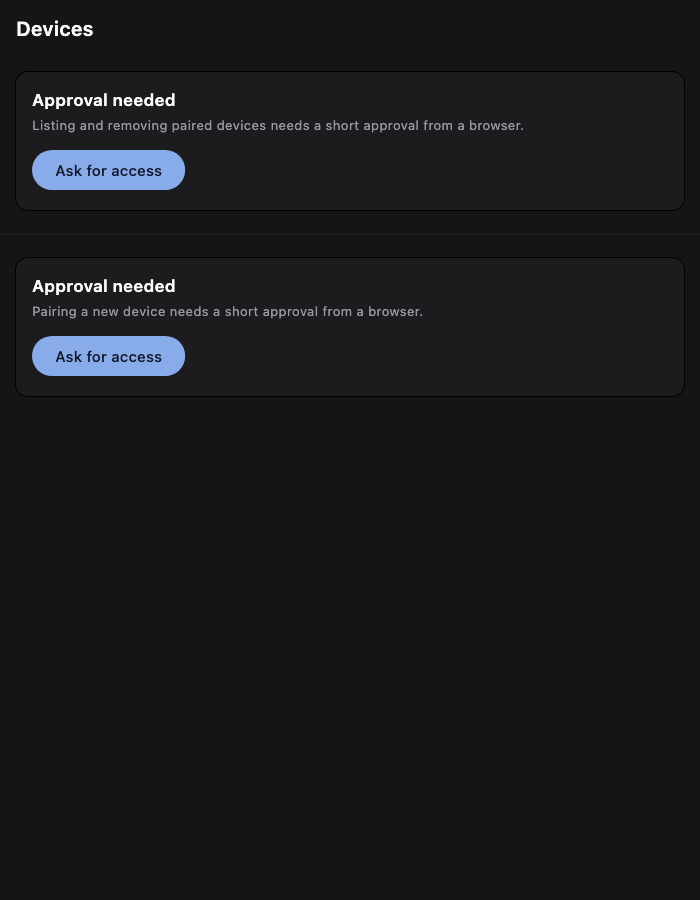 Devices
Approval needed
Listing and removing paired devices needs a short approval from a browser.
Ask for access
Approval needed
Pairing a new device needs a short approval from a browser.
Ask for access